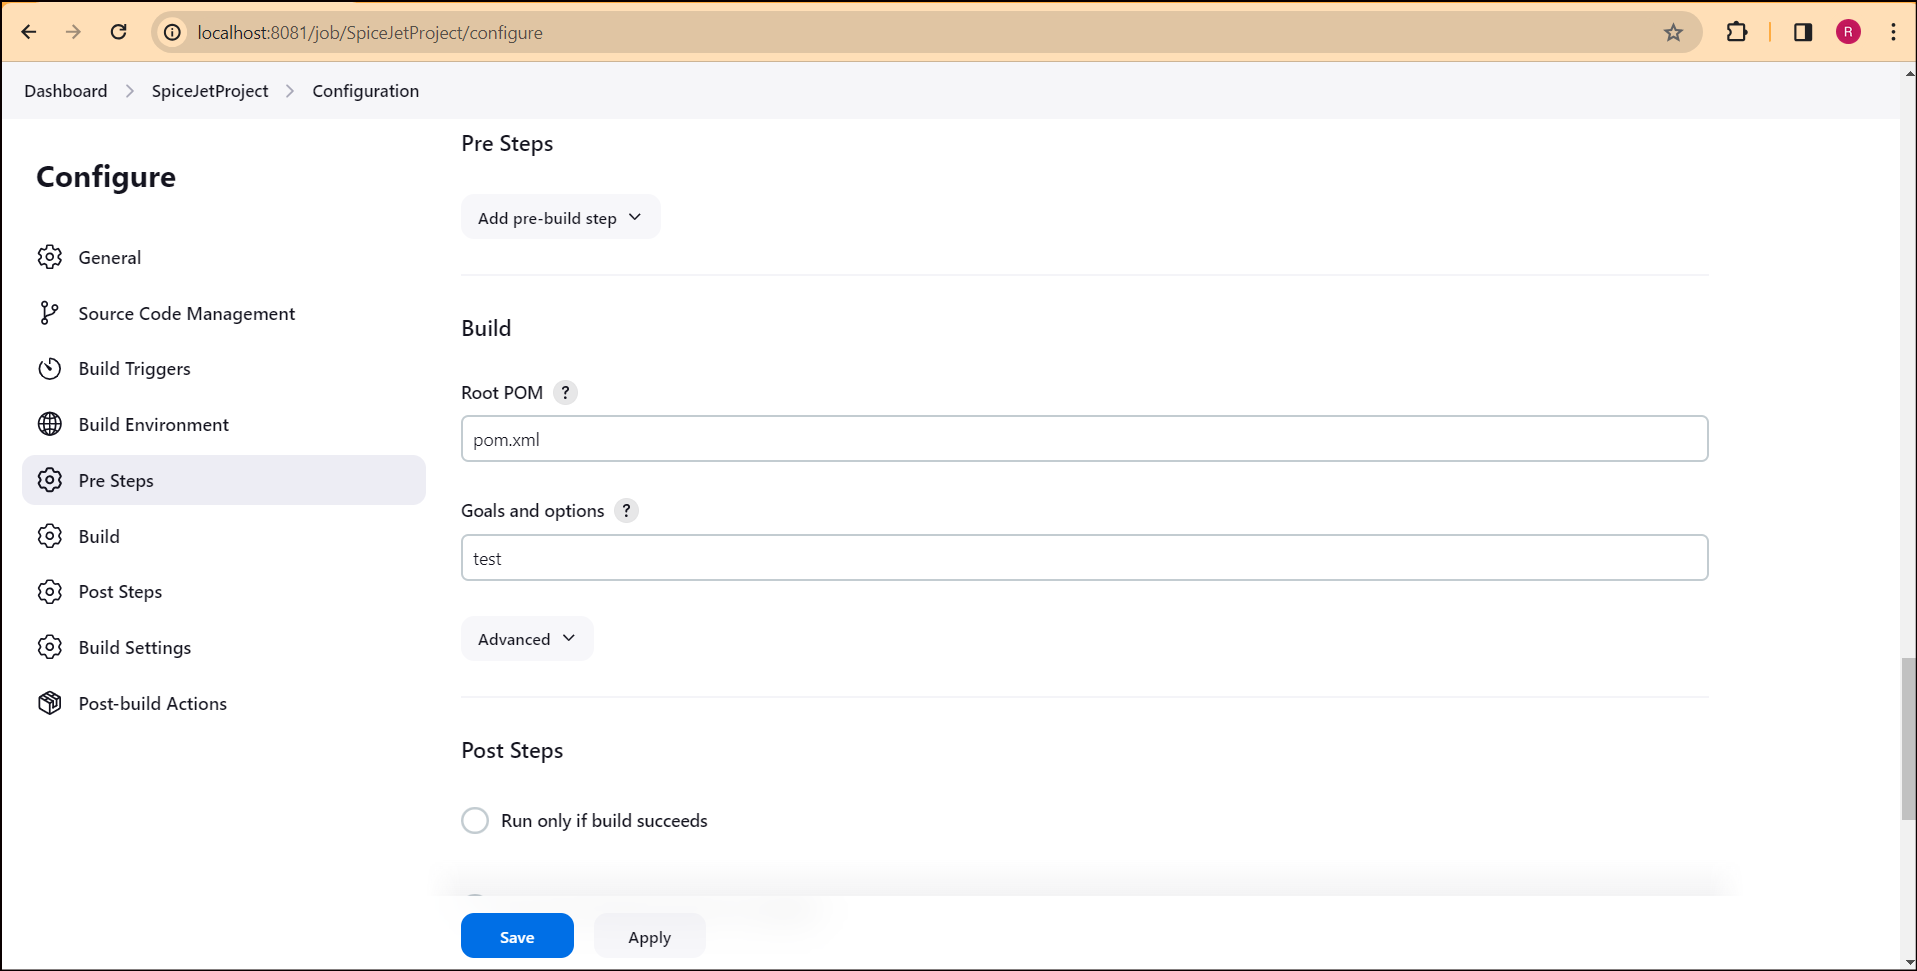 localhost:8081/job/SpiceJetProject/configure
R
Dashboard > SpiceJetProject > Configuration
Configure
General
Source Code Management
Build Triggers
Build Environment
Pre Steps
Build
Post Steps
Build Settings
Post-build Actions
Pre Steps
Add pre-build step
Build
Root POM ?
pom.xml
Goals and options ?
test
Advanced
Post Steps
Run only if build succeeds
Save Apply